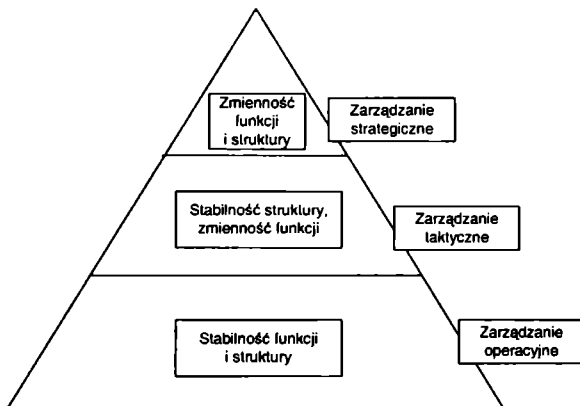 Zmienność
funkcji
i struktury
Zarządzanie
strategiczne
Stabilność struktury,
zmienność funkcji
Zarządzanie
taktyczne
Stabilność funkcji
i struktury
Zarządzanie
operacyjne